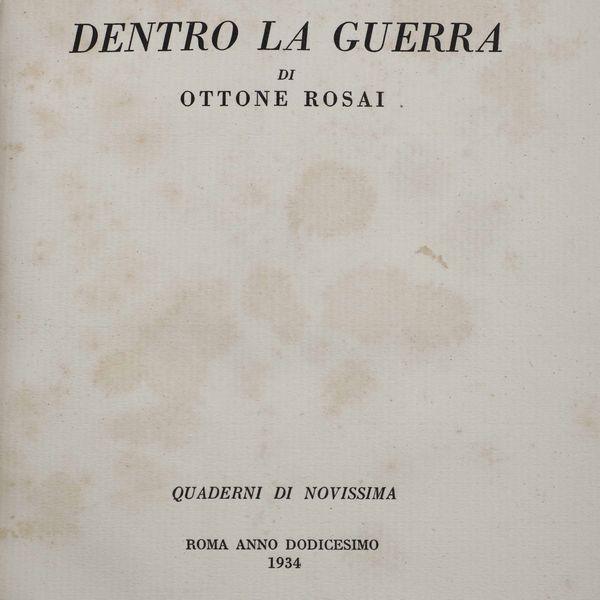 DENTRO LA GUERRA
DI
OTTONE ROSAI
QUADERNI DI NOVISSIMA
ROMA ANNO DODICESIMO
1934